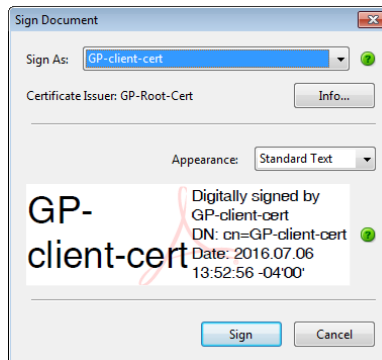 Sign Document
Sign As: GP-client-cert
Certificate Issuer: GP-Root-Cert Info...
Appearance: Standard Text
GP-
client-cert
Digitally signed by
GP-client-cert
DN: cn=GP-client-cert
Date: 2016.07.06
13:52:56 -04'00'
Sign Cancel